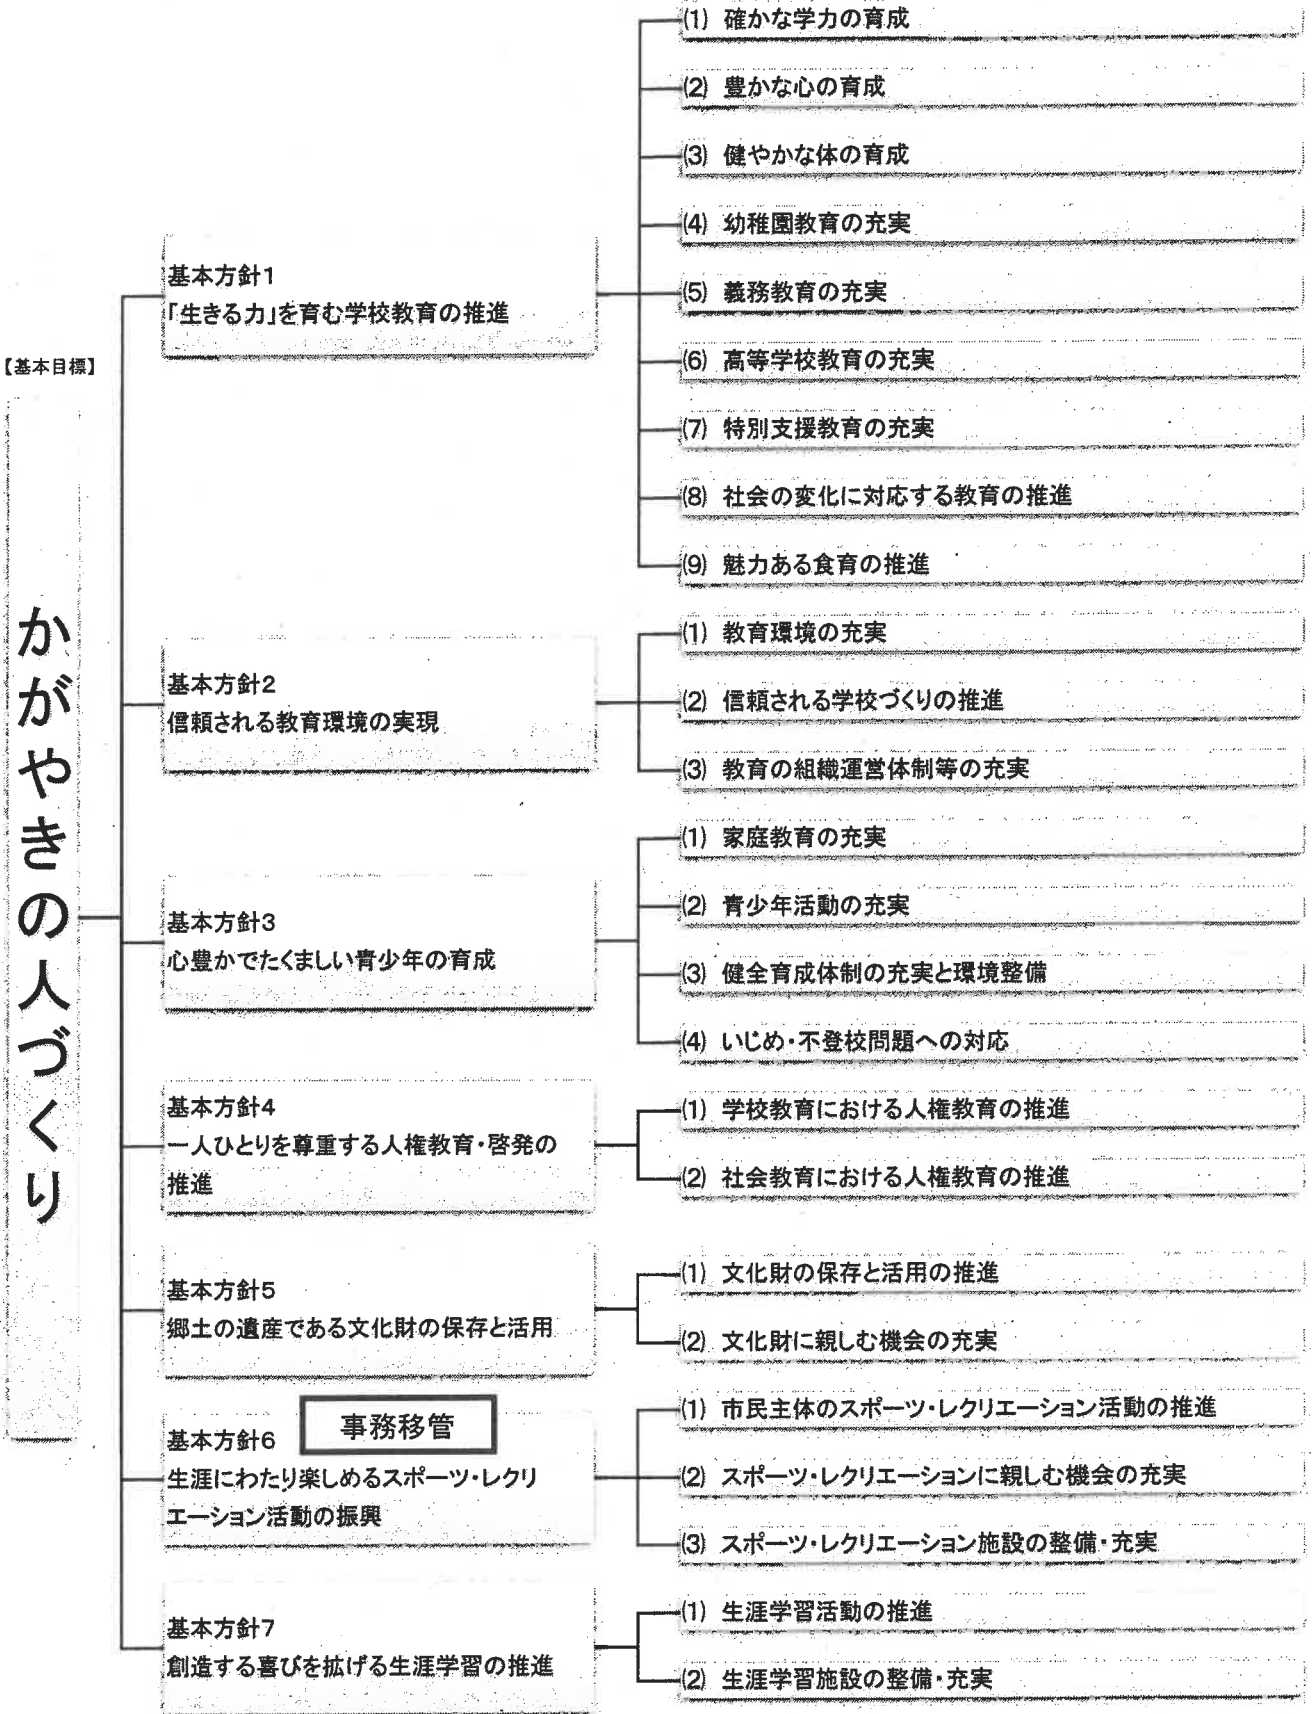 【基本目標】
かがやきの人づくり
基本方針1
「生きる力」を育む学校教育の推進
(1) 確かな学力の育成
(2) 豊かな心の育成
(3) 健やかな体の育成
(4) 幼稚園教育の充実
(5) 義務教育の充実
(6) 高等学校教育の充実
(7) 特別支援教育の充実
(8) 社会の変化に対応する教育の推進
(9) 魅力ある食育の推進
基本方針2
信頼される教育環境の実現
(1) 教育環境の充実
(2) 信頼される学校づくりの推進
(3) 教育の組織運営体制等の充実
基本方針3
心豊かでたくましい青少年の育成
(1) 家庭教育の充実
(2) 青少年活動の充実
(3) 健全育成体制の充実と環境整備
(4) いじめ・不登校問題への対応
基本方針4
一人ひとりを尊重する人権教育・啓発の
推進
(1) 学校教育における人権教育の推進
(2) 社会教育における人権教育の推進
基本方針5
郷土の遺産である文化財の保存と活用
(1) 文化財の保存と活用の推進
(2) 文化財に親しむ機会の充実
事務移管
基本方針6
生涯にわたり楽しめるスポーツ・レクリ
エーション活動の振興
(1) 市民主体のスポーツ・レクリエーション活動の推進
(2) スポーツ・レクリエーションに親しむ機会の充実
(3) スポーツ・レクリエーション施設の整備・充実
基本方針7
創造する喜びを拡げる生涯学習の推進
(1) 生涯学習活動の推進
(2) 生涯学習施設の整備・充実